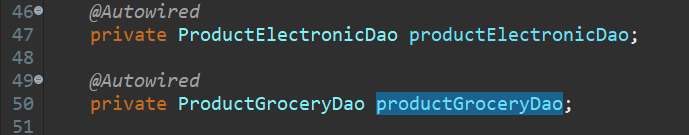 46 @Autowired
47 private ProductElectronicDao productElectronicDao;
48
49 @Autowired
50 private ProductGroceryDao productGroceryDao;
51